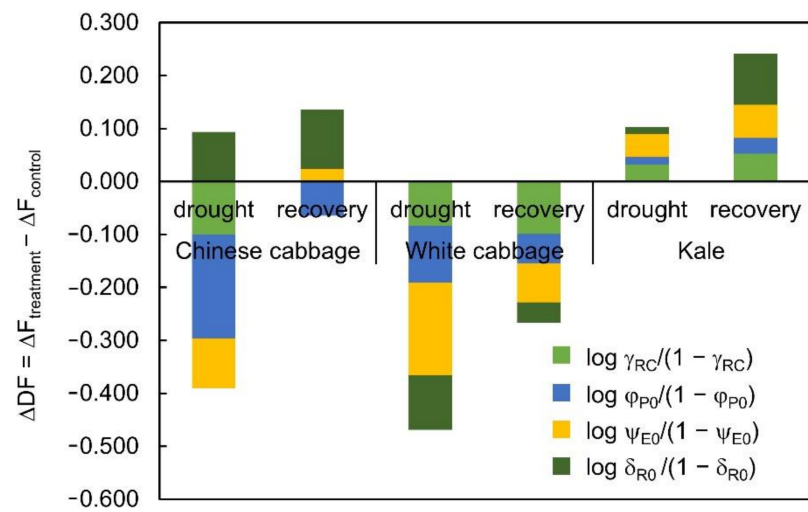 0.300
0.200
0.100
0.000
−0.100
−0.200
−0.300
−0.400
−0.500
−0.600
ΔDF = ΔFtreatment − ΔFcontrol
drought recovery drought recovery drought recovery
Chinese cabbage White cabbage Kale
log γRC/(1 − γRC)
log φP0/(1 − φP0)
log ψE0/(1 − ψE0)
log δR0/(1 − δR0)